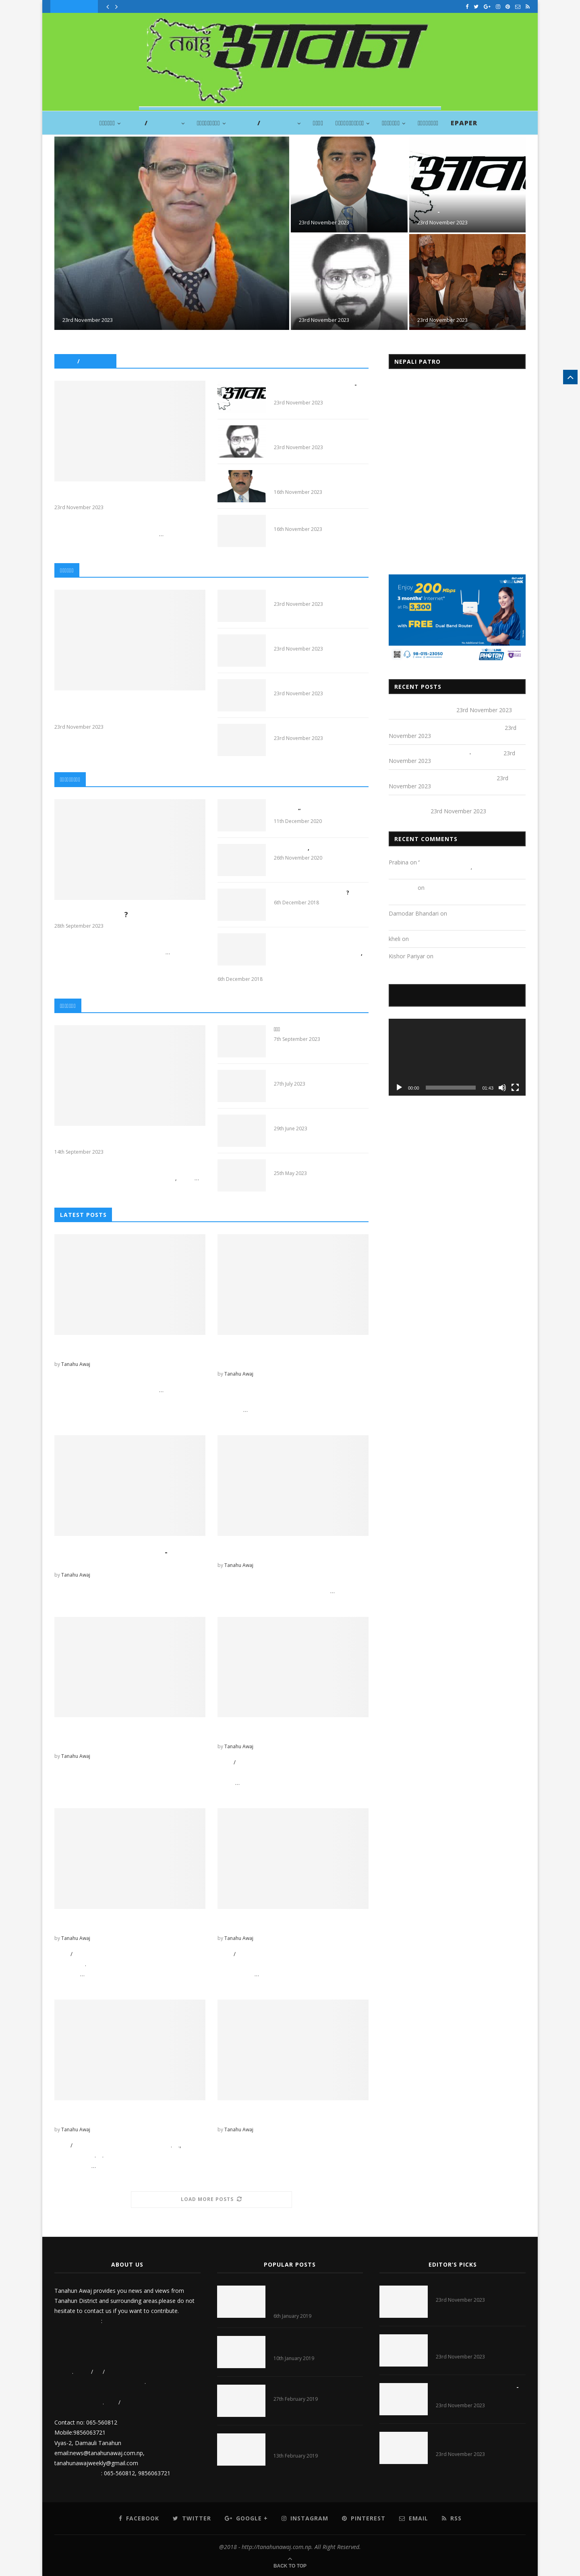 तनहुँ आवाज
/
/
EPAPER
23rd November 2023
23rd November 2023
23rd November 2023
23rd November 2023
23rd November 2023
/
23rd November 2023
...
23rd November 2023
23rd November 2023
16th November 2023
16th November 2023
23rd November 2023
23rd November 2023
23rd November 2023
23rd November 2023
23rd November 2023
?
28th September 2023
...
11th December 2020
26th November 2020
?
6th December 2018
6th December 2018
14th September 2023
...
7th September 2023
27th July 2023
29th June 2023
25th May 2023
NEPALI PATRO
Enjoy 200 Mbps
3 months' Internet*
at Rs 3,300
with FREE Dual Band Router
98-015-23050
PHOTON
RECENT POSTS
23rd November 2023
23rd November 2023
- 23rd November 2023
23rd November 2023
23rd November 2023
RECENT COMMENTS
Prabina on '
on
Damodar Bhandari on
kheli on
Kishor Pariyar on
00:00 01:43
LATEST POSTS
by Tanahu Awaj
...
by Tanahu Awaj
...
by Tanahu Awaj
by Tanahu Awaj
...
by Tanahu Awaj
by Tanahu Awaj
/
...
by Tanahu Awaj
/
...
by Tanahu Awaj
/
...
by Tanahu Awaj
/
...
by Tanahu Awaj
LOAD MORE POSTS
ABOUT US
Tanahun Awaj provides you news and views from
Tanahun District and surrounding areas.please do not
hesitate to contact us if you want to contribute.
:
Contact no: 065-560812
Mobile:9856063721
Vyas-2, Damauli Tanahun
email:news@tanahunawaj.com.np,
tanahunawajweekly@gmail.com
: 065-560812, 9856063721
POPULAR POSTS
6th January 2019
10th January 2019
27th February 2019
13th February 2019
EDITOR'S PICKS
23rd November 2023
23rd November 2023
23rd November 2023
23rd November 2023
FACEBOOK TWITTER GOOGLE + INSTAGRAM PINTEREST EMAIL RSS
@2018 - http://tanahunawaj.com.np. All Right Reserved.
BACK TO TOP